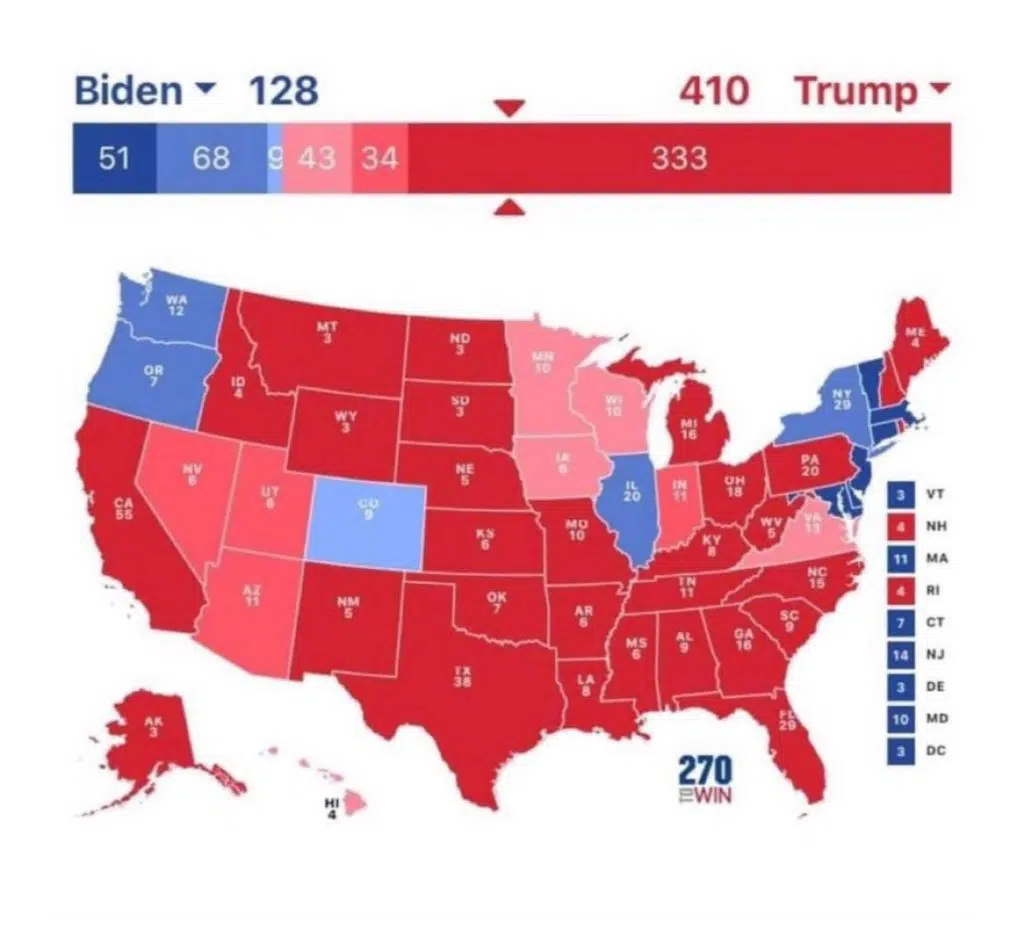 Biden 128 410 Trump
51 68 9 43 34 333
WA
12
OR
7
CA
55
NV
6
ID
4
MT
3
WY
3
UT
6
AZ
11
CO
9
NM
5
ND
3
SD
3
NE
5
KS
6
OK
7
TX
38
MN
10
IA
6
MO
10
AR
6
LA
8
WI
10
IL
20
MI
16
IN
11
OH
18
KY
8
TN
11
MS
6
AL
9
GA
16
FL
29
SC
9
NC
15
VA
13
WV
5
PA
20
NY
29
ME
4
AK
3
HI
4
3 VT
4 NH
11 MA
4 RI
7 CT
14 NJ
3 DE
10 MD
3 DC
270
TO WIN